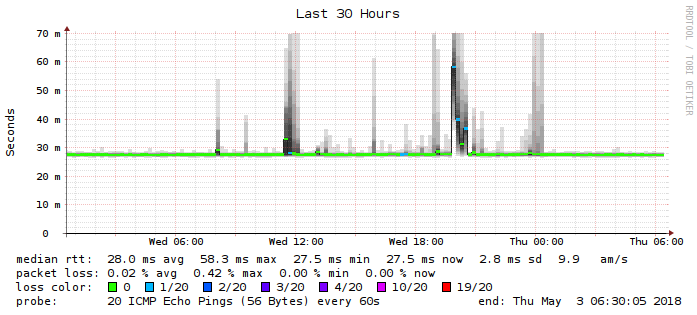 Last 30 Hours
RRDTOOL / TOBI OETIKER
Seconds
70 m
60 m
50 m
40 m
30 m
20 m
10 m
0
Wed 06:00 Wed 12:00 Wed 18:00 Thu 00:00 Thu 06:00
median rtt: 28.0 ms avg 58.3 ms max 27.5 ms min 27.5 ms now 2.8 ms sd 9.9 am/s
packet loss: 0.02 % avg 0.42 % max 0.00 % min 0.00 % now
loss color: 0 1/20 2/20 3/20 4/20 10/20 19/20
probe: 20 ICMP Echo Pings (56 Bytes) every 60s end: Thu May 3 06:30:05 2018